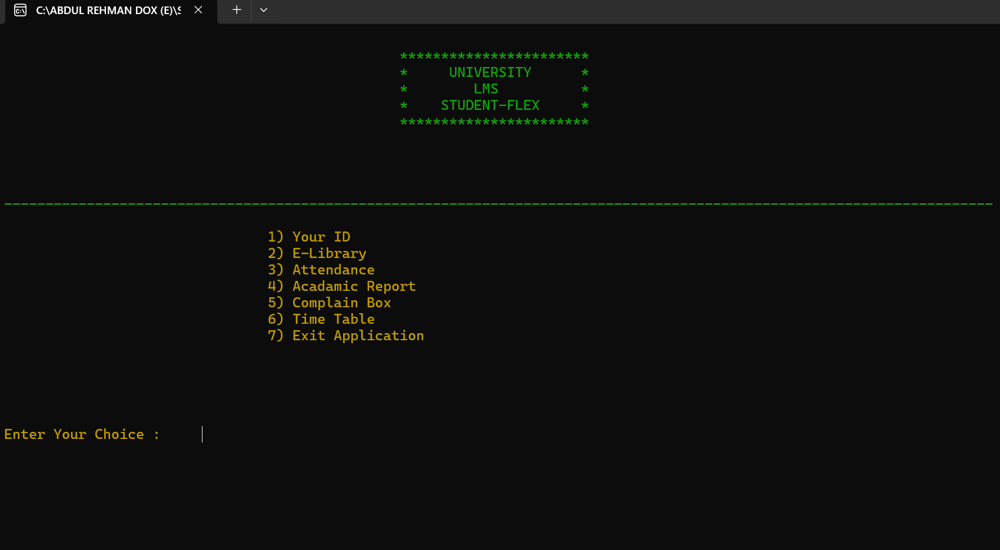 C:\ABDUL REHMAN DOX (E)\S
***********************
* UNIVERSITY *
* LMS *
* STUDENT-FLEX *
***********************
------------------------------------------------------------------------------------------------------------------------
1) Your ID
2) E-Library
3) Attendance
4) Acadamic Report
5) Complain Box
6) Time Table
7) Exit Application
Enter Your Choice :